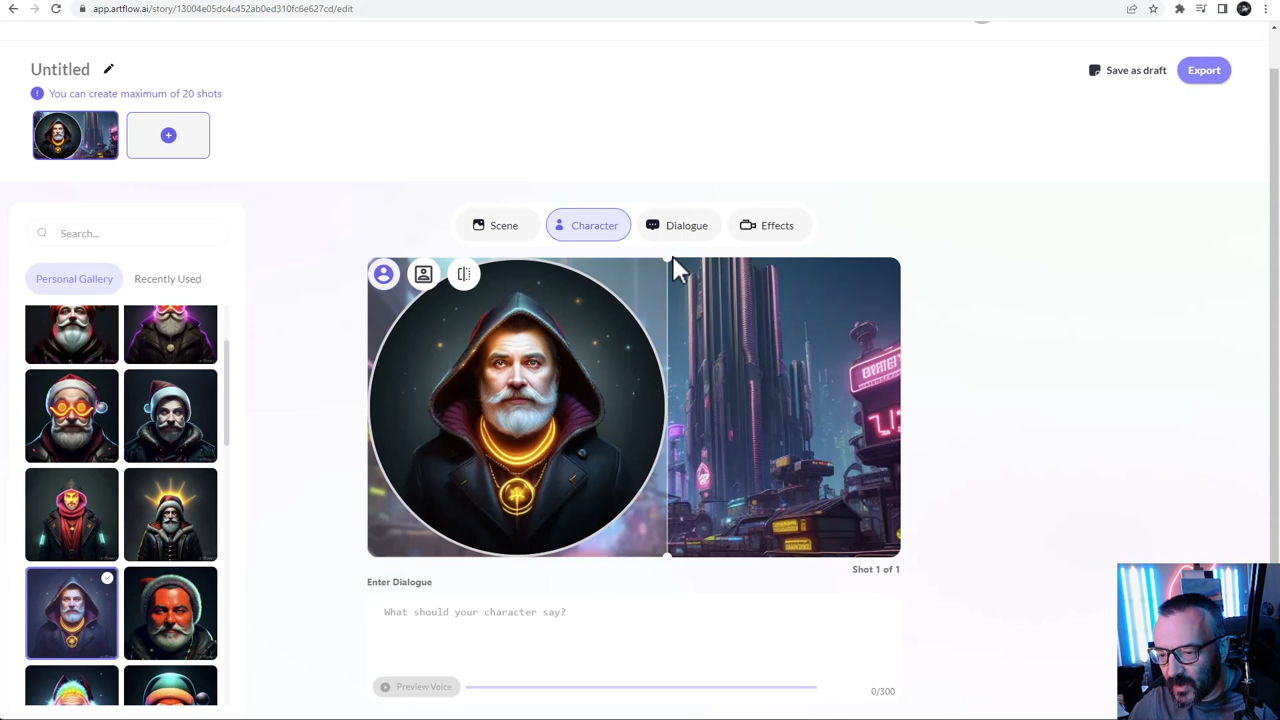 app.artflow.ai/story/13004e05dc4c452ab0ed310fc6e627cd/edit
Untitled
Save as draft
Export
! You can create maximum of 20 shots
+
Scene
Character
Dialogue
Effects
Search...
Personal Gallery
Recently Used
Shot 1 of 1
Enter Dialogue
What should your character say?
Preview Voice
0/300